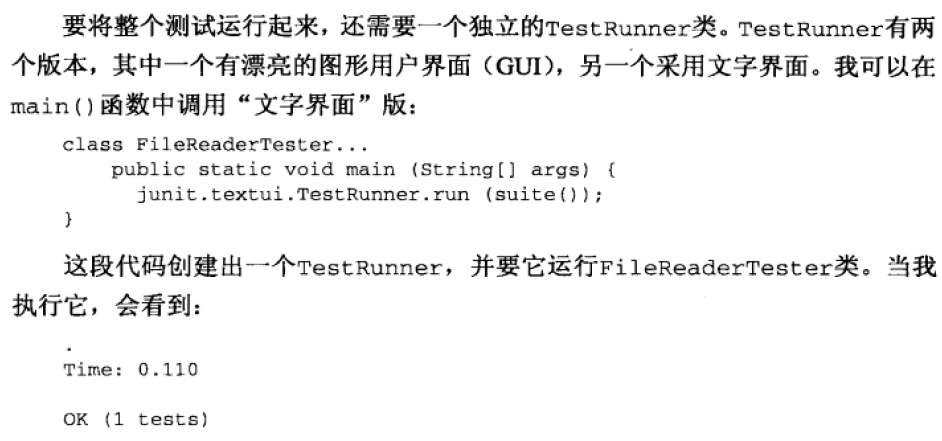 要将整个测试运行起来，还需要一个独立的TestRunner类。TestRunner有两
个版本，其中一个有漂亮的图形用户界面（GUI），另一个采用文字界面。我可以在
main()函数中调用“文字界面”版：
class FileReaderTester...
public static void main (String[] args) {
junit.textui.TestRunner.run (suite());
}
这段代码创建出一个TestRunner，并要它运行FileReaderTester类。当我
执行它，会看到：
.
Time: 0.110
OK (1 tests)